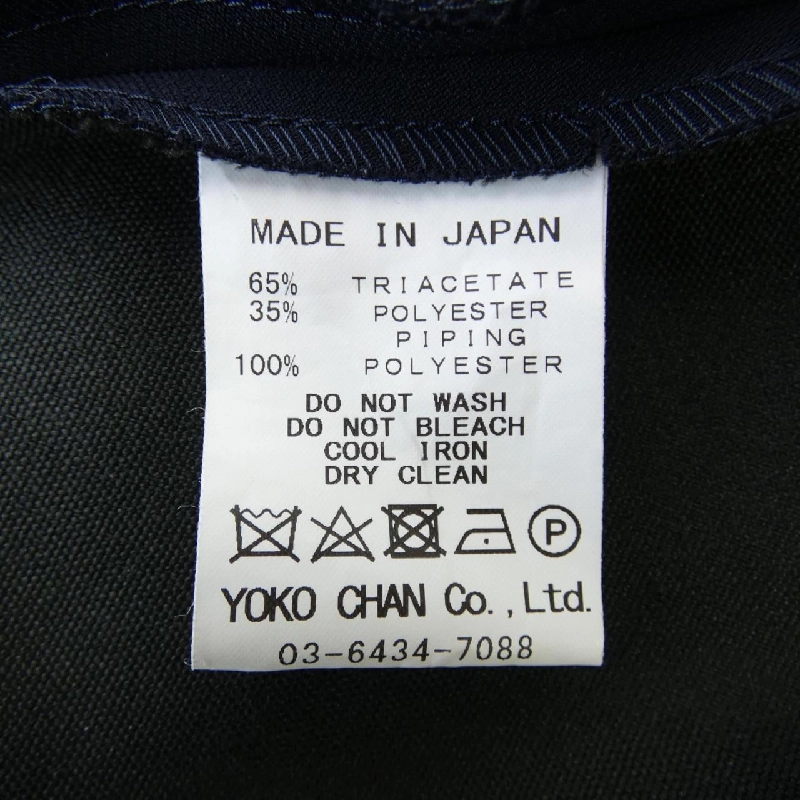 MADE IN JAPAN
65% TRIACETATE
35% POLYESTER
PIPING
100% POLYESTER
DO NOT WASH
DO NOT BLEACH
COOL IRON
DRY CLEAN
P
YOKO CHAN Co.,Ltd.
03-6434-7088